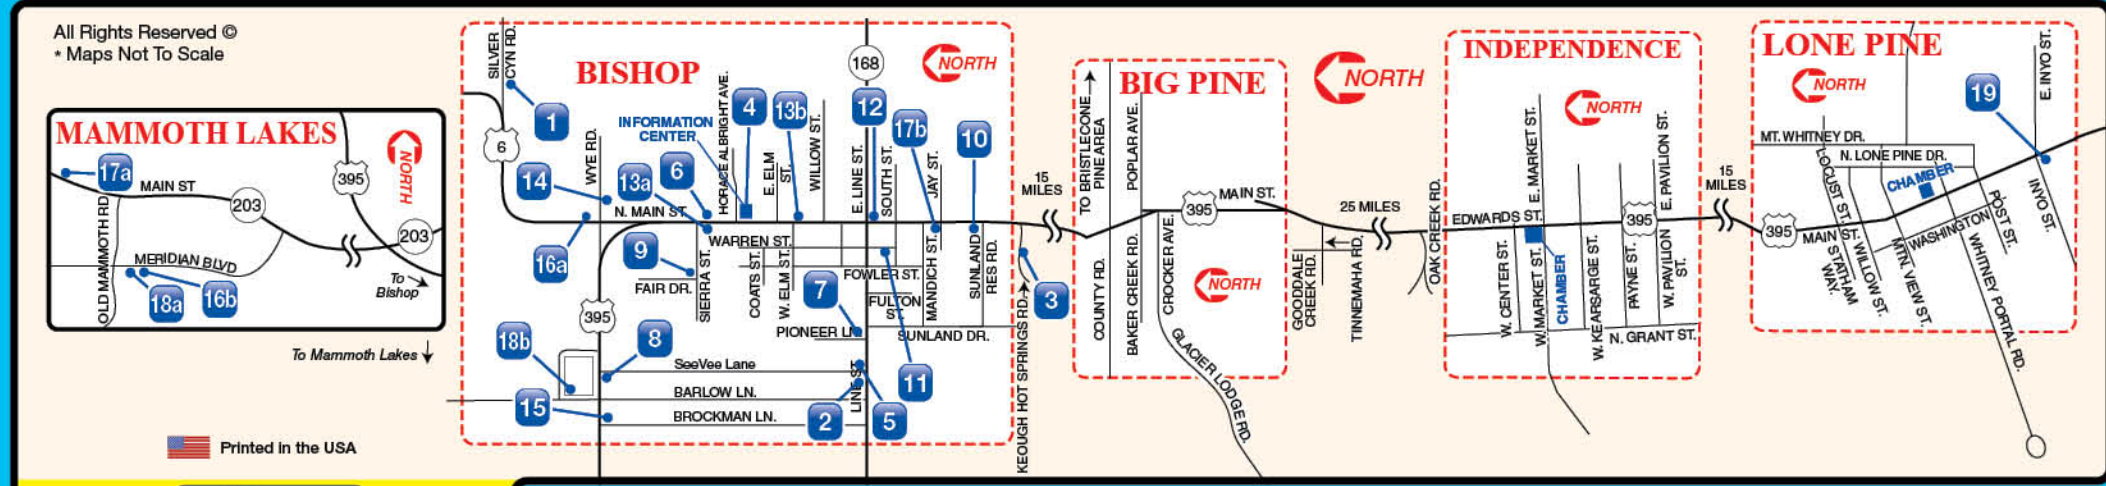 All Rights Reserved ©
* Maps Not To Scale
MAMMOTH LAKES
17a
MAIN ST
203
395
NORTH
203
OLD MAMMOTH RD
MERIDIAN BLVD
18a
16b
To
Bishop
To Mammoth Lakes
Printed in the USA
BISHOP
NORTH
SILVER
CYN RD.
1
6
168
WYE RD.
14
INFORMATION
CENTER
HORACE ALBRIGHT AVE.
4
E. ELM
ST.
13b
WILLOW ST.
E. LINE ST.
12
SOUTH ST.
17b
JAY ST.
10
13a
6
N. MAIN ST.
16a
9
WARREN ST.
SIERRA ST.
FAIR DR.
COATS ST.
W. ELM ST.
FOWLER ST.
7
FULTON
ST.
MANDICH ST.
SUNLAND
RES RD.
PIONEER LN.
SUNLAND DR.
395
18b
8
SeeVee Lane
BARLOW LN.
15
BROCKMAN LN.
LINE ST.
2
5
11
3
KEOUGH HOT SPRINGS RD.
15
MILES
BIG PINE
TO BRISTLECONE
PINE AREA
POPLAR AVE.
395
MAIN ST.
COUNTY RD.
BAKER CREEK RD.
CROCKER AVE.
NORTH
GLACIER LODGE RD.
NORTH
25 MILES
GOODDALE
CREEK RD.
TINNEMAHA RD.
OAK CREEK RD.
INDEPENDENCE
NORTH
E. MARKET ST.
E. PAVILION ST.
EDWARDS ST.
395
W. CENTER ST.
W. MARKET ST.
CHAMBER
W. KEARSARGE ST.
PAYNE ST.
W. PAVILION
ST.
N. GRANT ST.
15
MILES
LONE PINE
NORTH
19
E. INYO ST.
MT. WHITNEY DR.
N. LONE PINE DR.
LOCUST ST.
CHAMBER
395
MAIN ST.
STATHAM
WAY.
WILLOW ST.
MTN. VIEW ST.
WASHINGTON
POST ST.
INYO ST.
WHITNEY PORTAL RD.